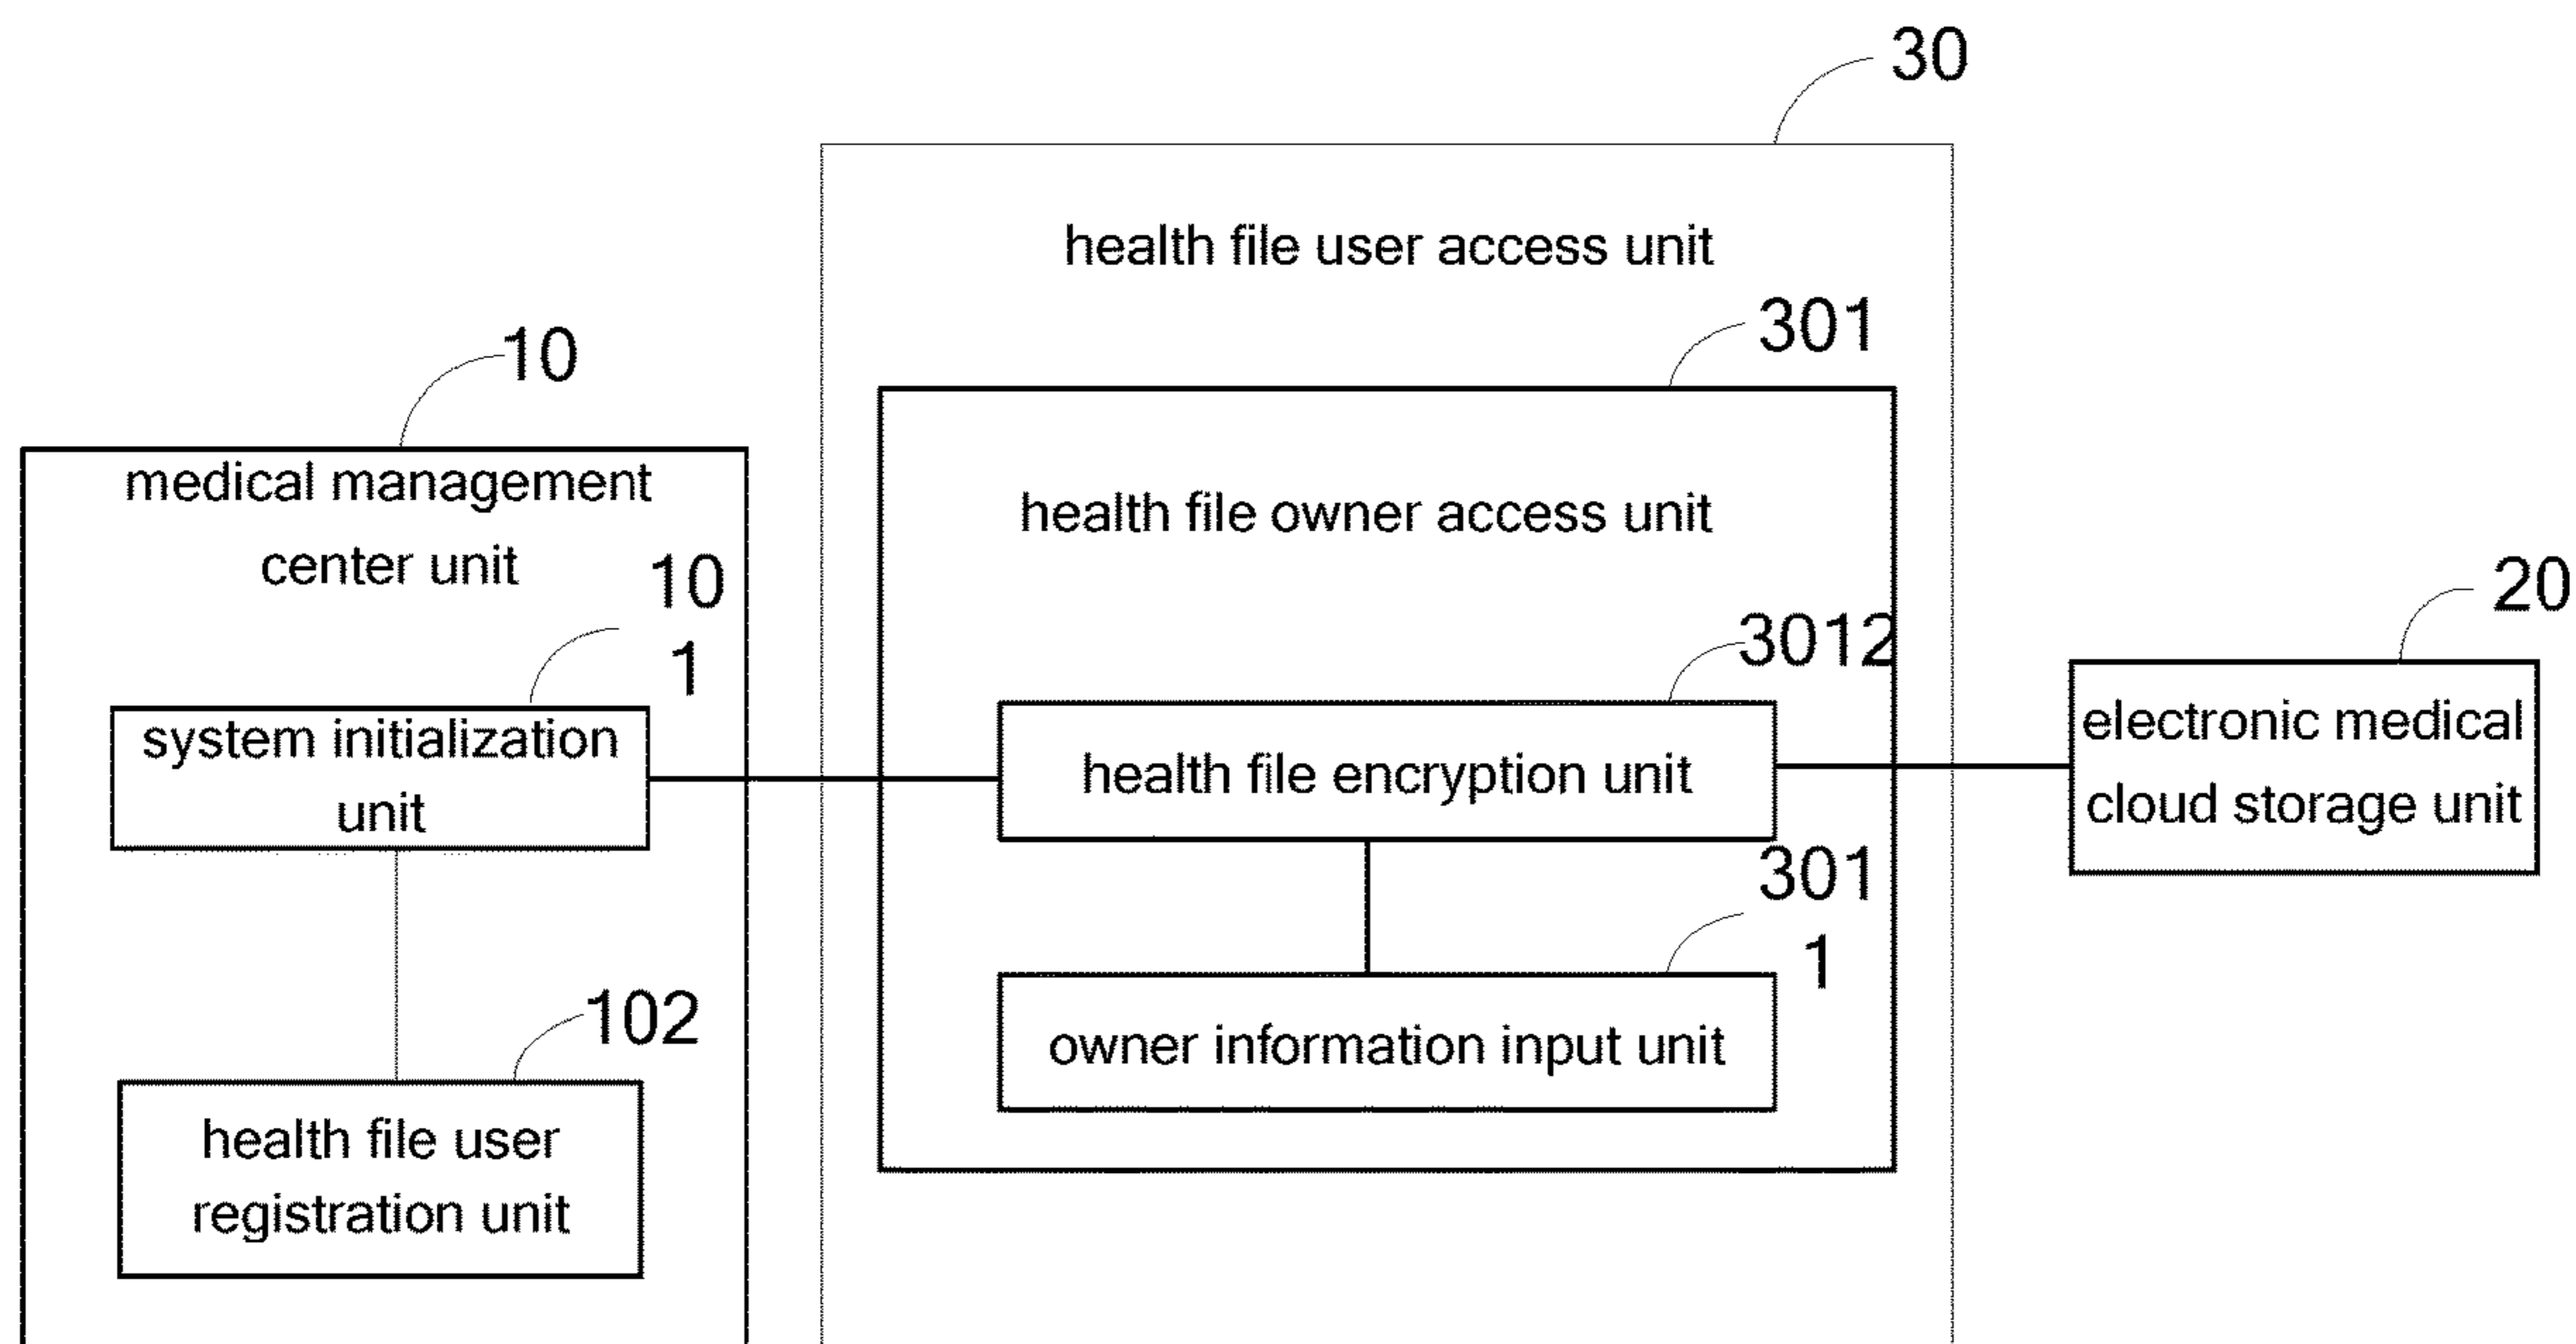 30
health file user access unit
301
10
medical management
center unit
health file owner access unit
10
1
3012
20
system initialization
unit
health file encryption unit
electronic medical
cloud storage unit
301
1
102
owner information input unit
health file user
registration unit